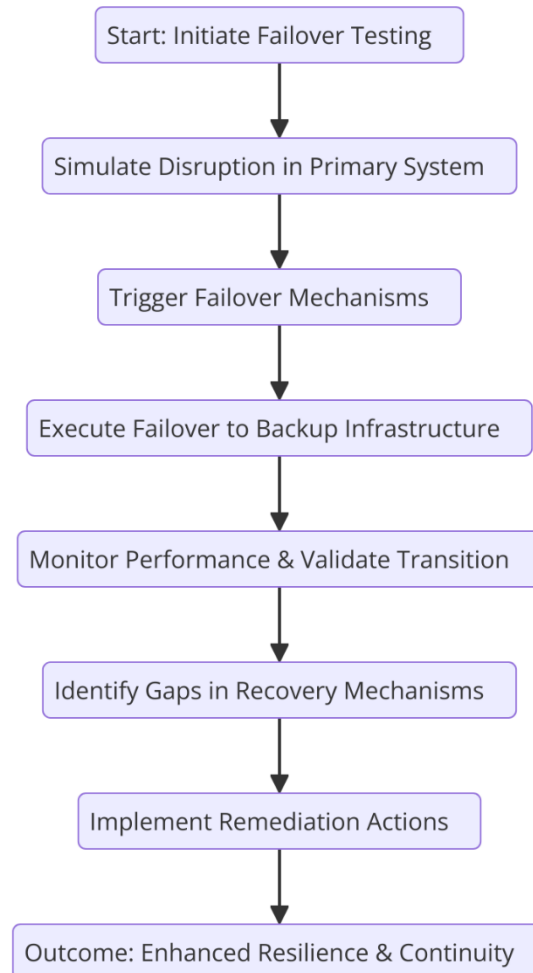 Start: Initiate Failover Testing
Simulate Disruption in Primary System
Trigger Failover Mechanisms
Execute Failover to Backup Infrastructure
Monitor Performance & Validate Transition
Identify Gaps in Recovery Mechanisms
Implement Remediation Actions
Outcome: Enhanced Resilience & Continuity